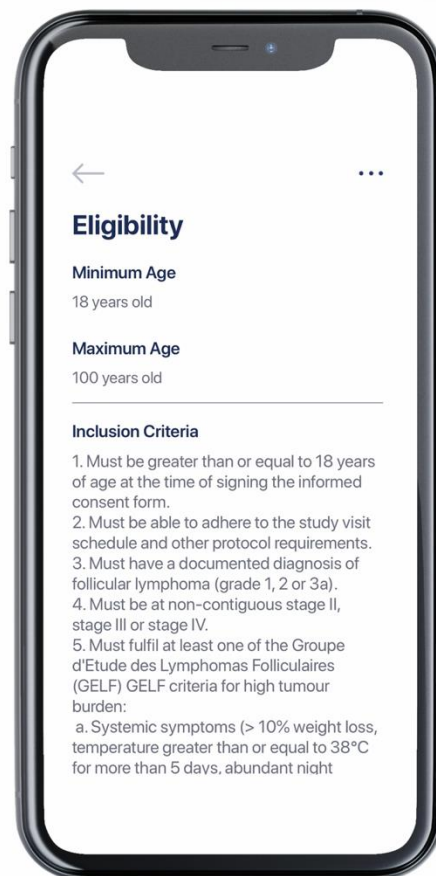 Eligibility
Minimum Age
18 years old
Maximum Age
100 years old
Inclusion Criteria
1. Must be greater than or equal to 18 years
of age at the time of signing the informed
consent form.
2. Must be able to adhere to the study visit
schedule and other protocol requirements.
3. Must have a documented diagnosis of
follicular lymphoma (grade 1, 2 or 3a).
4. Must be at non-contiguous stage II,
stage III or stage IV.
5. Must fulfil at least one of the Groupe
d'Etude des Lymphomas Folliculaires
(GELF) GELF criteria for high tumour
burden:
a. Systemic symptoms (> 10% weight loss,
temperature greater than or equal to 38°C
for more than 5 days, abundant night